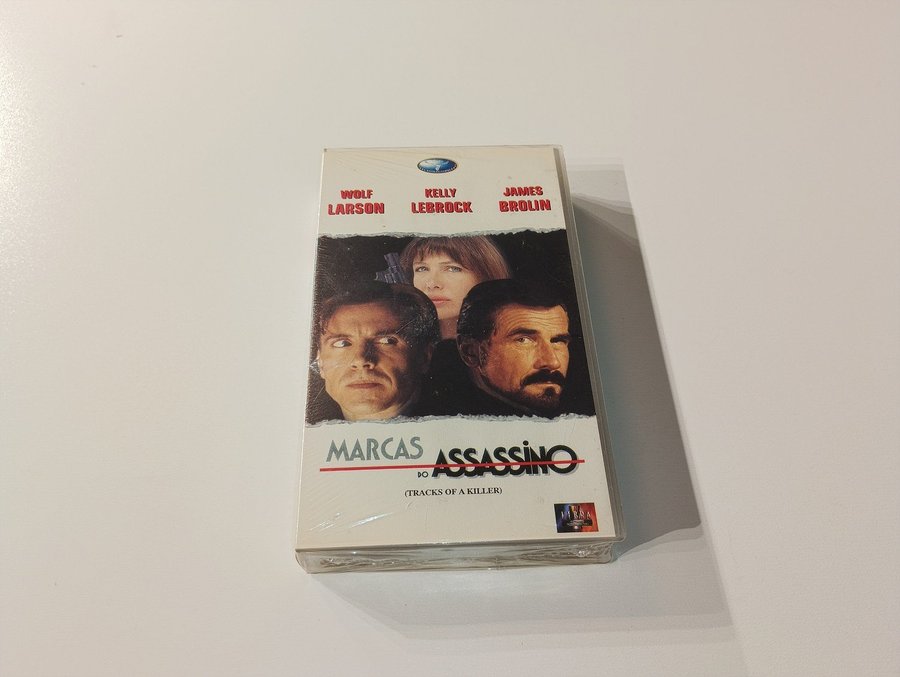 WOLF
LARSON
KELLY
LEBROCK
JAMES
BROLIN
MARCAS
DO ASSASSINO
(TRACKS OF A KILLER)